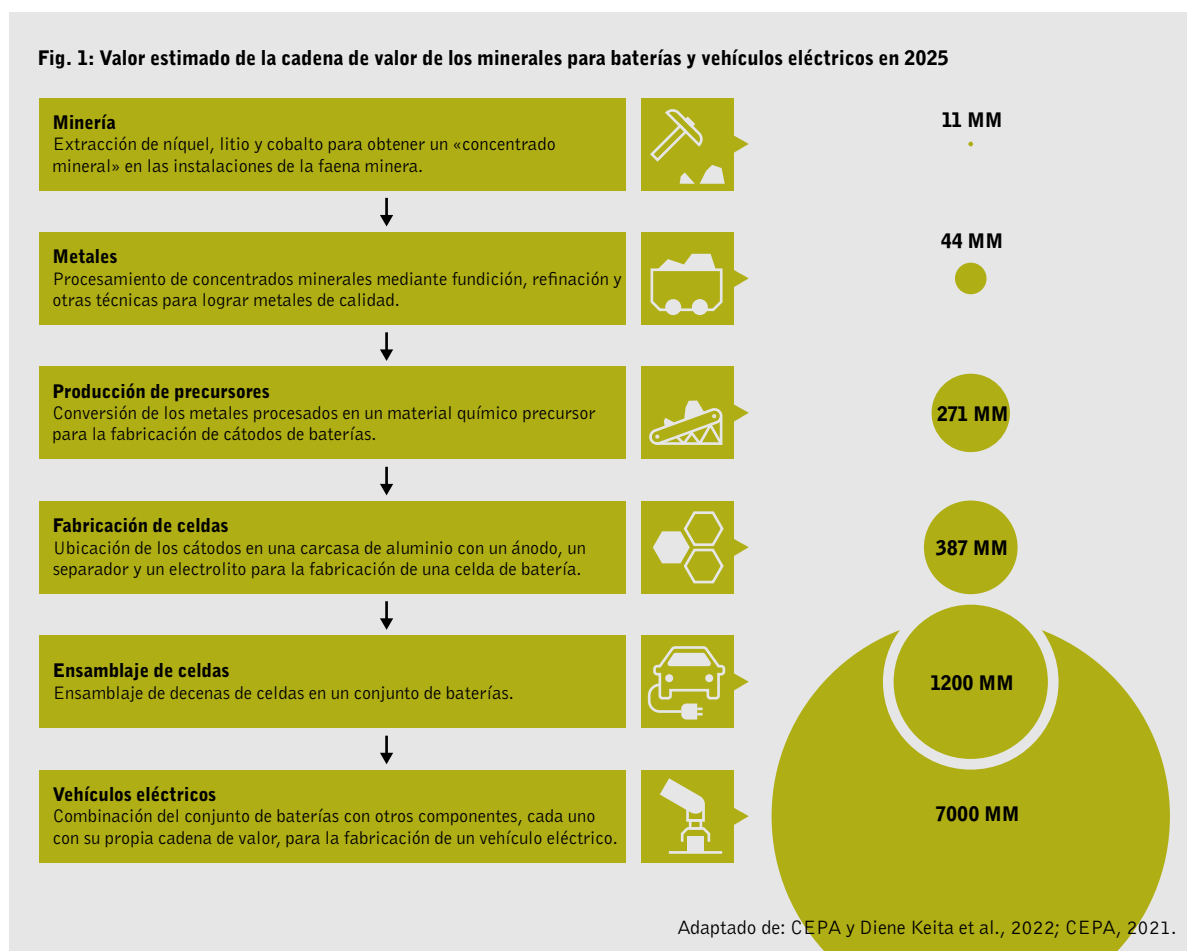 Fig. 1: Valor estimado de la cadena de valor de los minerales para baterías y vehículos eléctricos en 2025
Minería
Extracción de níquel, litio y cobalto para obtener un «concentrado
mineral» en las instalaciones de la faena minera.
11 MM
Metales
Procesamiento de concentrados minerales mediante fundición, refinación y
otras técnicas para lograr metales de calidad.
44 MM
Producción de precursores
Conversión de los metales procesados en un material químico precursor
para la fabricación de cátodos de baterías.
271 MM
Fabricación de celdas
Ubicación de los cátodos en una carcasa de aluminio con un ánodo, un
separador y un electrolito para la fabricación de una celda de batería.
387 MM
Ensamblaje de celdas
Ensamblaje de decenas de celdas en un conjunto de baterías.
1200 MM
Vehículos eléctricos
Combinación del conjunto de baterías con otros componentes, cada uno
con su propia cadena de valor, para la fabricación de un vehículo eléctrico.
7000 MM
Adaptado de: CEPA y Diene Keita et al., 2022; CEPA, 2021.